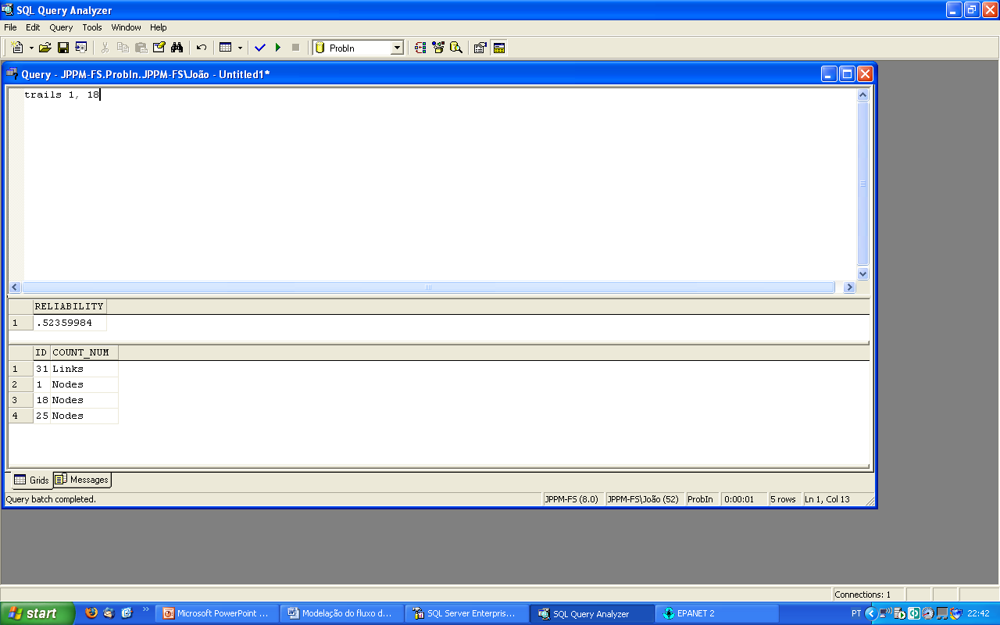 SQL Query Analyzer
File Edit Query Tools Window Help
ProbIn
Query - JPPM-FS.ProbIn.JPPM-FS\João - Untitled1*
trails 1, 18
RELIABILITY
1 .52359984
ID COUNT_NUM
1 31 Links
2 1 Nodes
3 18 Nodes
4 25 Nodes
Grids Messages
Query batch completed. JPPM-FS (8.0) JPPM-FS\João (52) ProbIn 0:00:01 5 rows Ln 1, Col 13
Connections: 1
start Microsoft PowerPoint ... Modelação do fluxo d... SQL Server Enterpris... SQL Query Analyzer EPANET 2 PT 22:42